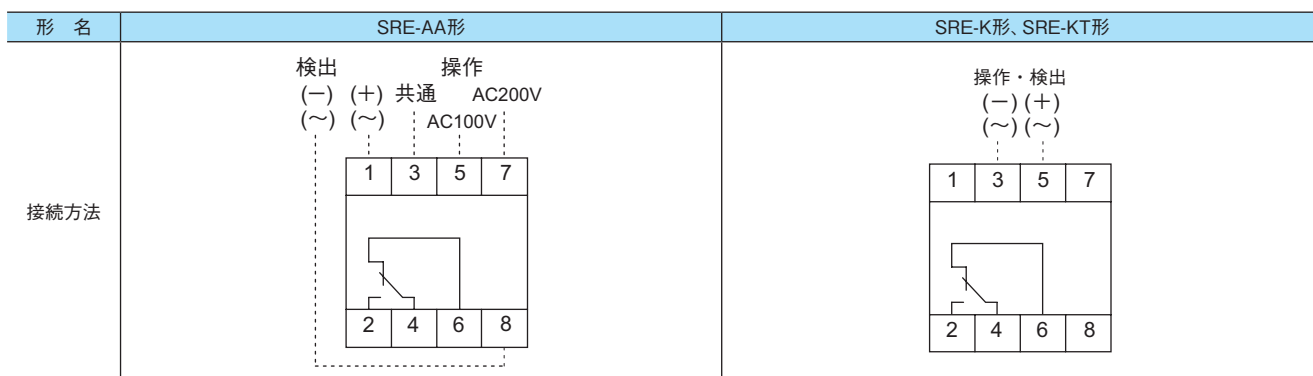 形 名 SRE-AA形 SRE-K形、SRE-KT形
接続方法
検出 操作
(－) (＋) 共通 AC200V
(～) (～) AC100V
1 3 5 7
2 4 6 8
操作・検出
(－) (＋)
(～) (～)
1 3 5 7
2 4 6 8